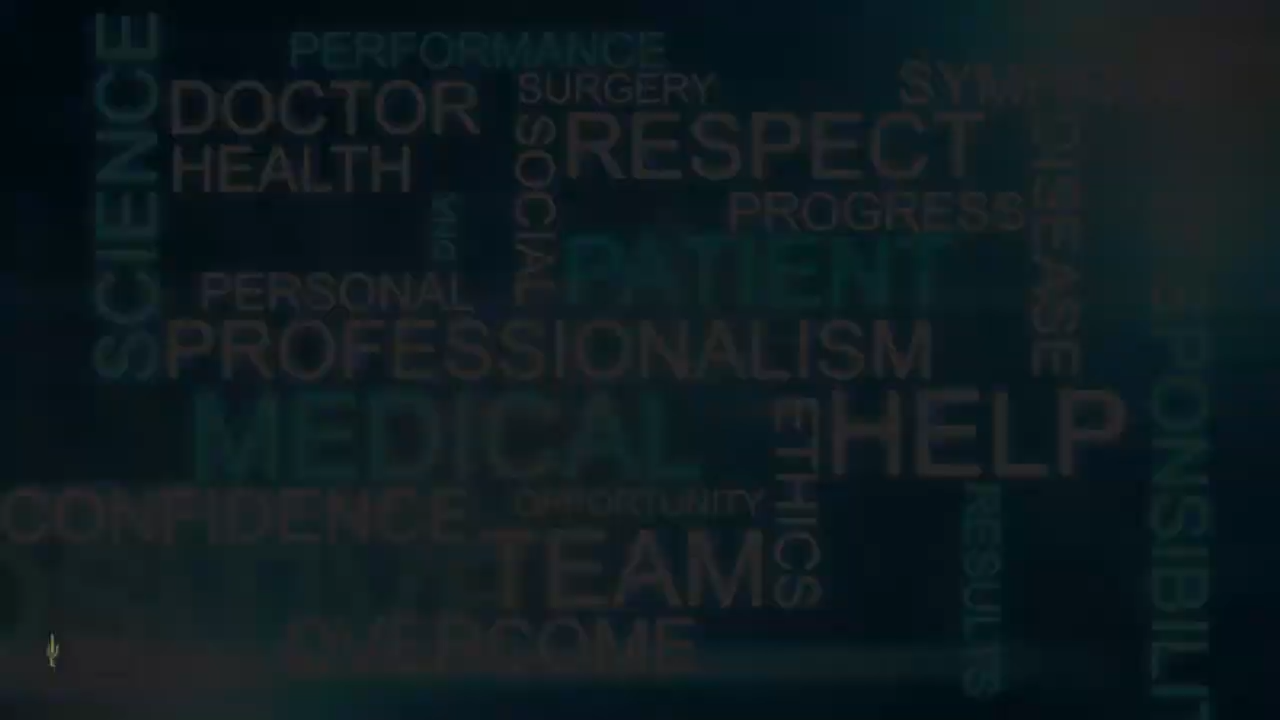 SCIENCE
PERFORMANCE
DOCTOR
SURGERY
HEALTH
SOCIAL
RESPECT
DISEASE
PROGRESS
PATIENT
PERSONAL
PROFESSIONALISM
MEDICAL
ETHICS
HELP
CONFIDENCE
OPPORTUNITY
TEAM
RESULTS
OVERCOME